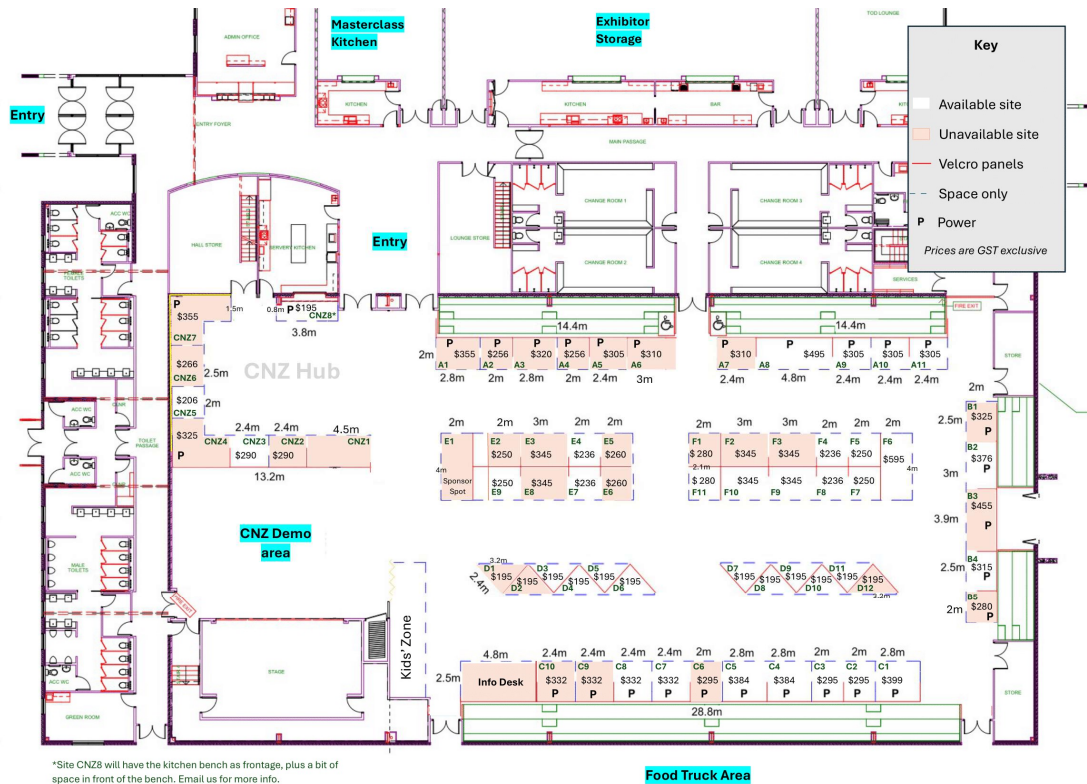 Masterclass
Kitchen
Exhibitor
Storage
TOD LOUNGE
ADMIN OFFICE
Key
Available site
Unavailable site
Velcro panels
Space only
P Power
Prices are GST exclusive
Entry
KITCHEN
KITCHEN
BAR
ENTRY FOYER
MAIN PASSAGE
ACC WC
CHANGE ROOM 1
CHANGE ROOM 3
HALL STORE
SERVERY KITCHEN
Entry
LOUNGE STORE
TOILETS
CHANGE ROOM 2
CHANGE ROOM 4
SERVICES
FIRE EXIT
P
$355
CNZ7
1.5m
0.8m
P $195
CNZ8*
3.8m
14.4m
14.4m
STORE
2m
P P P P P P
$355 $256 $320 $256 $305 $310
A1 A2 A3 A4 A5 A6
2.8m 2m 2.8m 2m 2.4m 3m
P P P P P
$310 $495 $305 $305 $305
A7 A8 A9 A10 A11
2.4m 4.8m 2.4m 2.4m 2.4m
$266
CNZ6
2.5m
CNZ Hub
$206
CNZ5
2m
ACC WC
CLNR
TOILET
PASSAGE
ACC WC
$325
P
CNZ4
2.4m
CNZ3
$290
2.4m
CNZ2
$290
4.5m
CNZ1
13.2m
2m 2m 3m 2m 2m
E1 E2 E3 E4 E5
$250 $345 $236 $260
4m
Sponsor
Spot
$250 $345 $236 $260
E9 E8 E7 E6
2m 3m 3m 2m 2m 2m
F1 F2 F3 F4 F5 F6
$ 280 $345 $345 $236 $250 $595
2.1m
4m
$ 280 $345 $345 $236 $250
F11 F10 F9 F8 F7
2m
B1
2.5m
$325
P
B2
$376
3m
P
B3
$455
3.9m
P
B4
2.5m
$315
P
B5
2m
$280
P
CNZ Demo
area
MALE
TOILETS
FIRE EXIT
3.2m
2.4m
D1 D3 D5
$195 $195 $195 $195 $195 $195
D2 D4 D6
D7 D9 D11
$195 $195 $195 $195 $195 $195
D8 D10 D12
2.2m
Kids' Zone
STAGE
ACC WC
GREEN ROOM
STORE
4.8m 2.4m 2.4m 2.4m 2.4m 2m 2.8m 2.8m 2m 2m 2.8m
2.5m
Info Desk
C10 C9 C8 C7 C6 C5 C4 C3 C2 C1
$332 $332 $332 $332 $295 $384 $384 $295 $295 $399
P P P P P P P P P P
28.8m
*Site CNZ8 will have the kitchen bench as frontage, plus a bit of
space in front of the bench. Email us for more info.
Food Truck Area